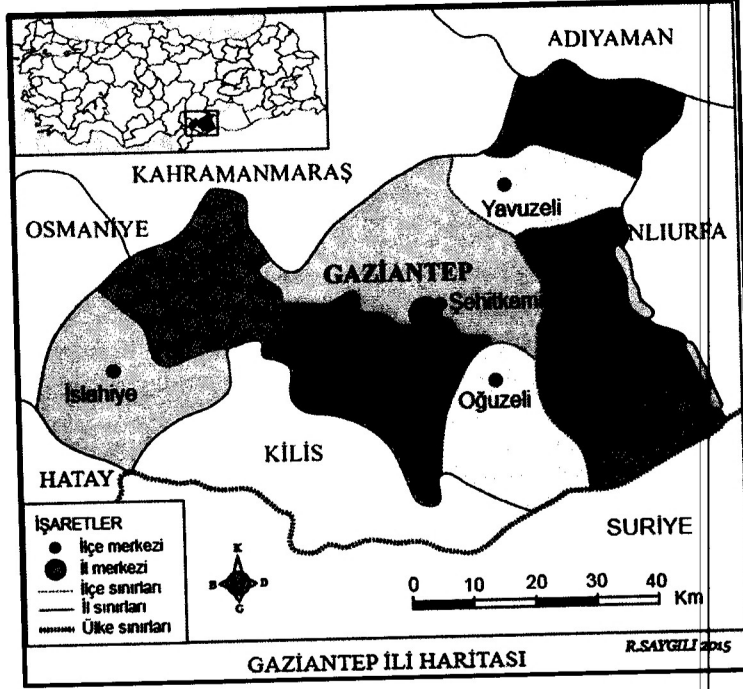 ADIYAMAN
KAHRAMANMARAŞ
OSMANİYE
Yavuzeli
NLIURFA
GAZİANTEP
Şehitkami
İslahiye
Oğuzeli
KİLİS
HATAY
SURİYE
İŞARETLER
İlçe merkezi
İl merkezi
İlçe sınırları
İl sınırları
Ülke sınırları
K
B D
G
0 10 20 30 40
Km
R.SAYGILI 2015
GAZİANTEP İLİ HARİTASI